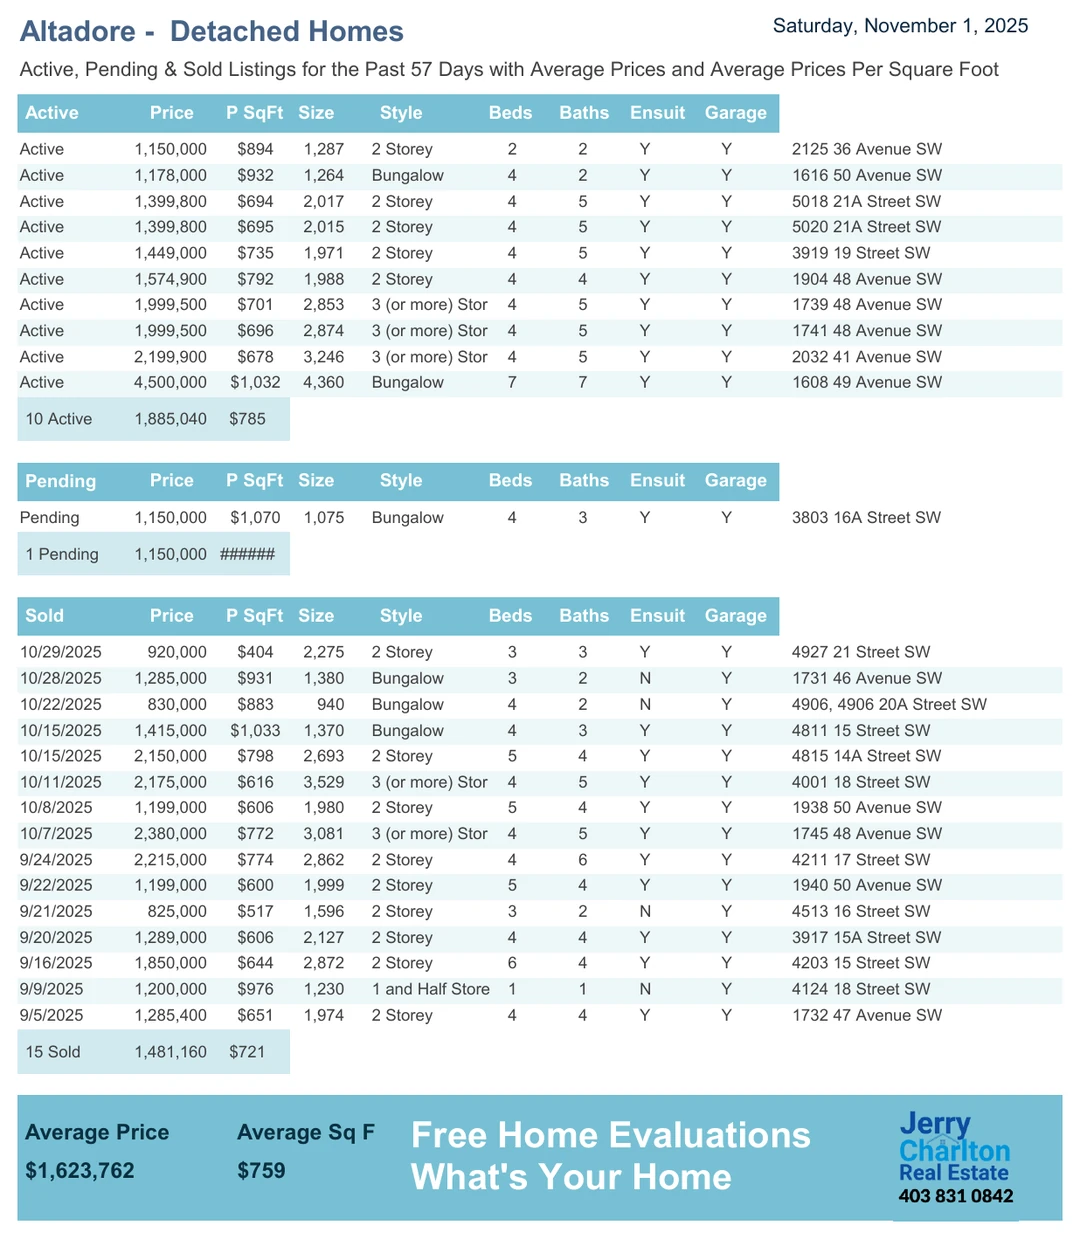 Altadore -  Detached Homes
Saturday, November 1, 2025
Active, Pending & Sold Listings for the Past 57 Days with Average Prices and Average Prices Per Square Foot
Active Price P SqFt Size Style Beds Baths Ensuit Garage
Active 1,150,000 $894 1,287 2 Storey 2 2 Y Y 2125 36 Avenue SW
Active 1,178,000 $932 1,264 Bungalow 4 2 Y Y 1616 50 Avenue SW
Active 1,399,800 $694 2,017 2 Storey 4 5 Y Y 5018 21A Street SW
Active 1,399,800 $695 2,015 2 Storey 4 5 Y Y 5020 21A Street SW
Active 1,449,000 $735 1,971 2 Storey 4 5 Y Y 3919 19 Street SW
Active 1,574,900 $792 1,988 2 Storey 4 4 Y Y 1904 48 Avenue SW
Active 1,999,500 $701 2,853 3 (or more) Stor 4 5 Y Y 1739 48 Avenue SW
Active 1,999,500 $696 2,874 3 (or more) Stor 4 5 Y Y 1741 48 Avenue SW
Active 2,199,900 $678 3,246 3 (or more) Stor 4 5 Y Y 2032 41 Avenue SW
Active 4,500,000 $1,032 4,360 Bungalow 7 7 Y Y 1608 49 Avenue SW
10 Active 1,885,040 $785
Pending Price P SqFt Size Style Beds Baths Ensuit Garage
Pending 1,150,000 $1,070 1,075 Bungalow 4 3 Y Y 3803 16A Street SW
1 Pending 1,150,000 ######
Sold Price P SqFt Size Style Beds Baths Ensuit Garage
10/29/2025 920,000 $404 2,275 2 Storey 3 3 Y Y 4927 21 Street SW
10/28/2025 1,285,000 $931 1,380 Bungalow 3 2 N Y 1731 46 Avenue SW
10/22/2025 830,000 $883 940 Bungalow 4 2 N Y 4906, 4906 20A Street SW
10/15/2025 1,415,000 $1,033 1,370 Bungalow 4 3 Y Y 4811 15 Street SW
10/15/2025 2,150,000 $798 2,693 2 Storey 5 4 Y Y 4815 14A Street SW
10/11/2025 2,175,000 $616 3,529 3 (or more) Stor 4 5 Y Y 4001 18 Street SW
10/8/2025 1,199,000 $606 1,980 2 Storey 5 4 Y Y 1938 50 Avenue SW
10/7/2025 2,380,000 $772 3,081 3 (or more) Stor 4 5 Y Y 1745 48 Avenue SW
9/24/2025 2,215,000 $774 2,862 2 Storey 4 6 Y Y 4211 17 Street SW
9/22/2025 1,199,000 $600 1,999 2 Storey 5 4 Y Y 1940 50 Avenue SW
9/21/2025 825,000 $517 1,596 2 Storey 3 2 N Y 4513 16 Street SW
9/20/2025 1,289,000 $606 2,127 2 Storey 4 4 Y Y 3917 15A Street SW
9/16/2025 1,850,000 $644 2,872 2 Storey 6 4 Y Y 4203 15 Street SW
9/9/2025 1,200,000 $976 1,230 1 and Half Store 1 1 N Y 4124 18 Street SW
9/5/2025 1,285,400 $651 1,974 2 Storey 4 4 Y Y 1732 47 Avenue SW
15 Sold 1,481,160 $721
Average Price Average Sq F
$1,623,762 $759
Free Home Evaluations
What's Your Home
Jerry
Charlton
Real Estate
403 831 0842